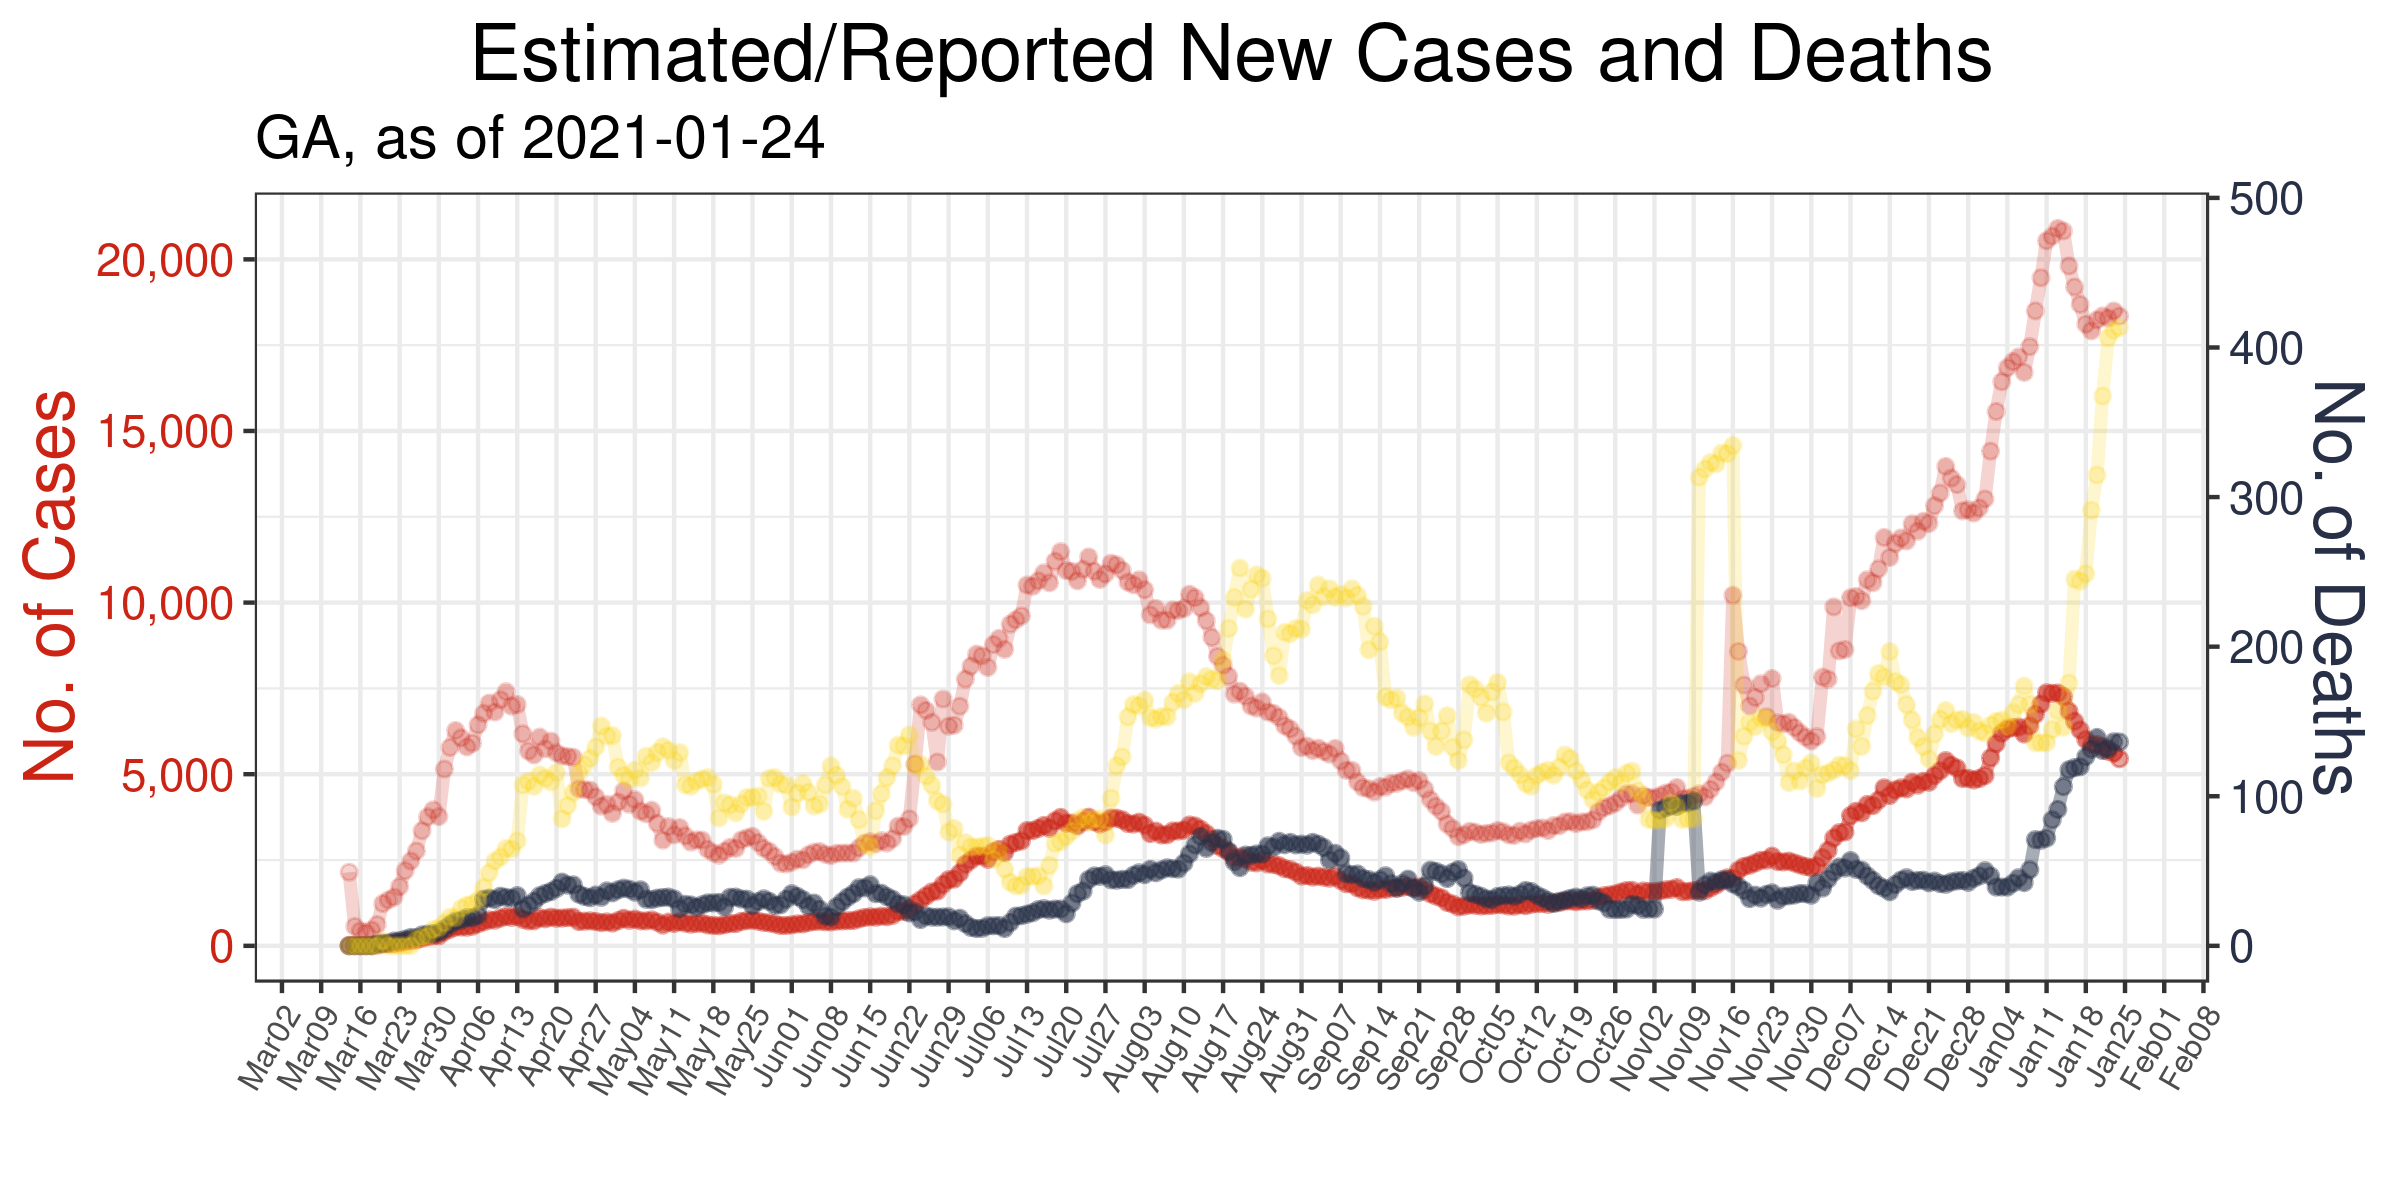 Estimated/Reported New Cases and Deaths
GA, as of 2021-01-24
No. of Cases
20,000
15,000
10,000
5,000
0
500
400
300
200
100
0
No. of Deaths
Mar02
Mar09
Mar16
Mar23
Mar30
Apr06
Apr13
Apr20
Apr27
May04
May11
May18
May25
Jun01
Jun08
Jun15
Jun22
Jun29
Jul06
Jul13
Jul20
Jul27
Aug03
Aug10
Aug17
Aug24
Aug31
Sep07
Sep14
Sep21
Sep28
Oct05
Oct12
Oct19
Oct26
Nov02
Nov09
Nov16
Nov23
Nov30
Nov07
Dec14
Dec21
Dec28
Dec04
Jan11
Jan18
Jan25
Feb01
Feb08